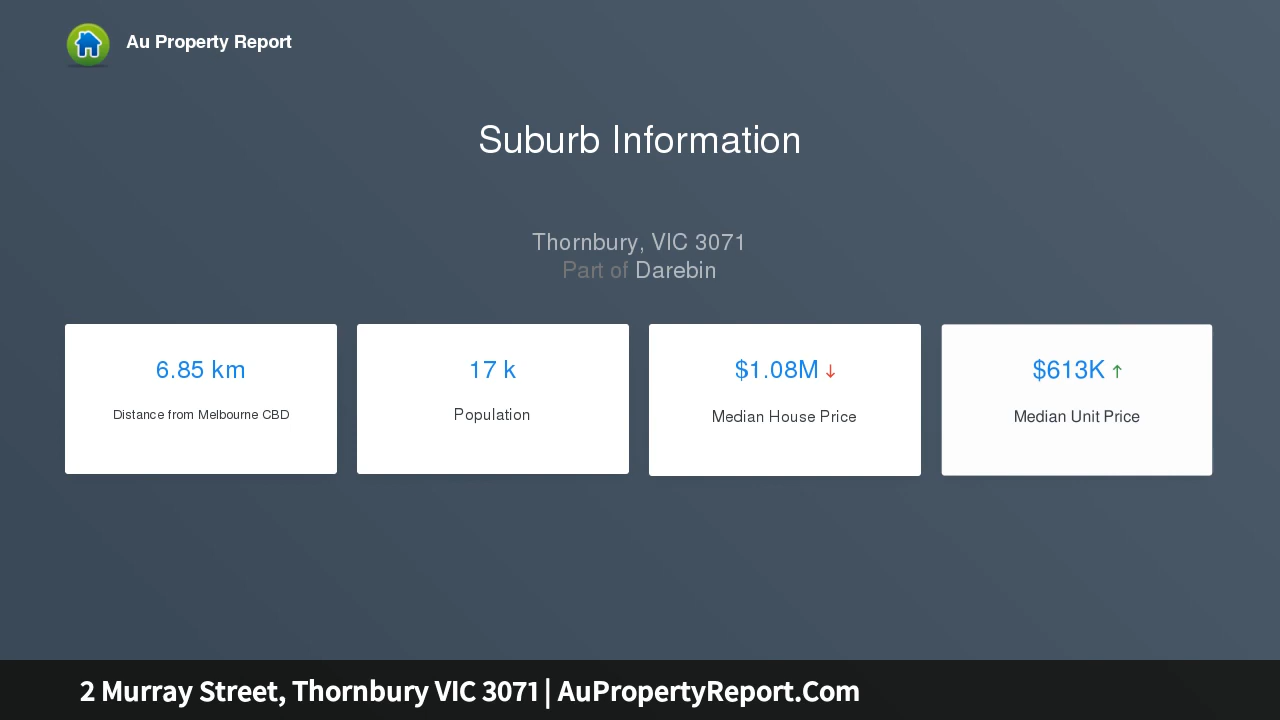 Au Property Report
Suburb Information
Thornbury, VIC 3071
Part of Darebin
6.85 km
Distance from Melbourne CBD
17 k
Population
$1.08M ↓
Median House Price
$613K ↑
Median Unit Price
2 Murray Street, Thornbury VIC 3071 | AuPropertyReport.Com